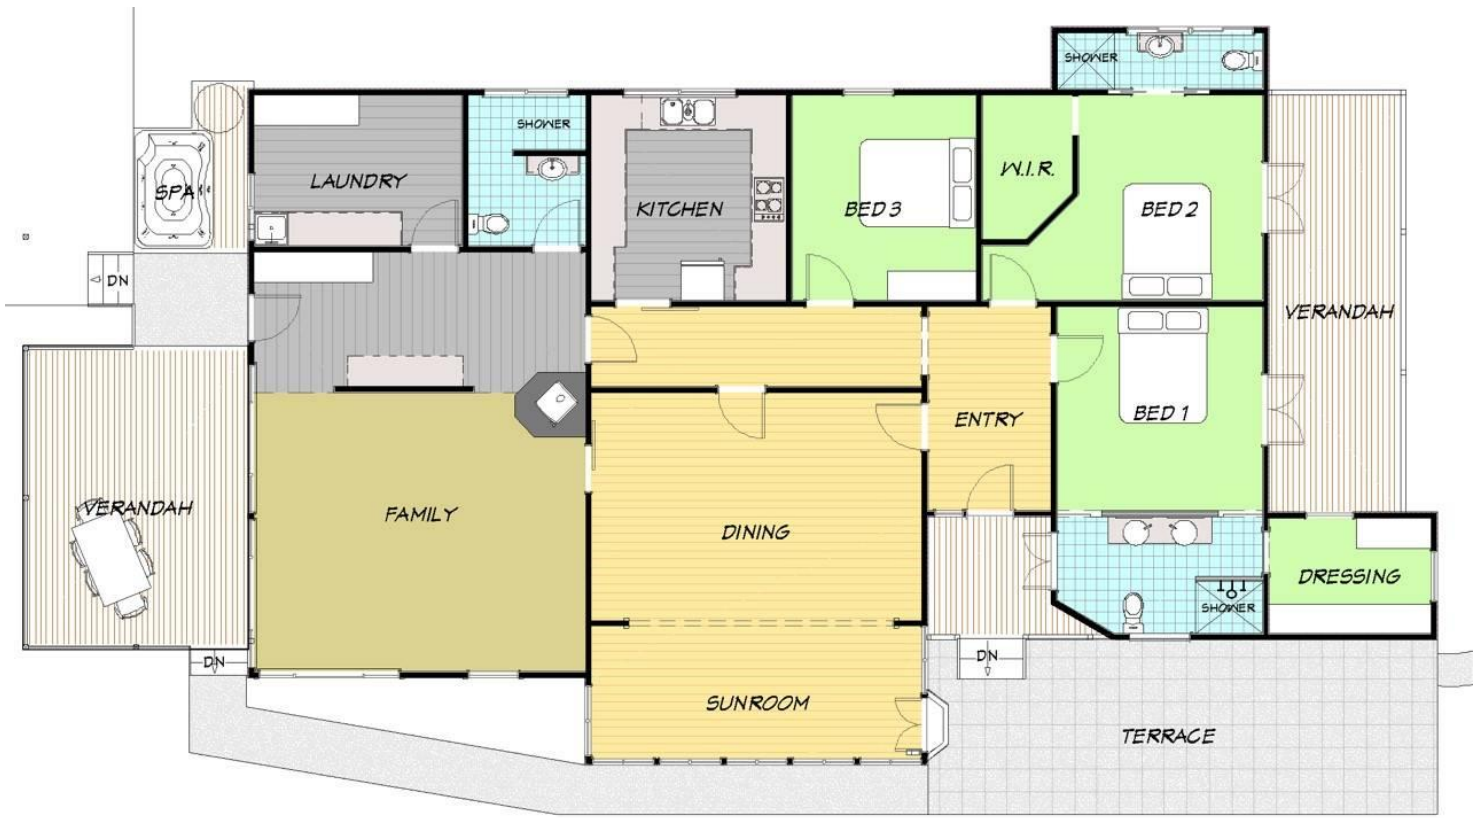 SHOWER
SHOWER
LAUNDRY
SPA
KITCHEN
BED 3
W.I.R.
BED 2
DN
VERANDAH
BED 1
ENTRY
VERANDAH
FAMILY
DINING
DRESSING
SHOWER
DN
DN
SUNROOM
TERRACE